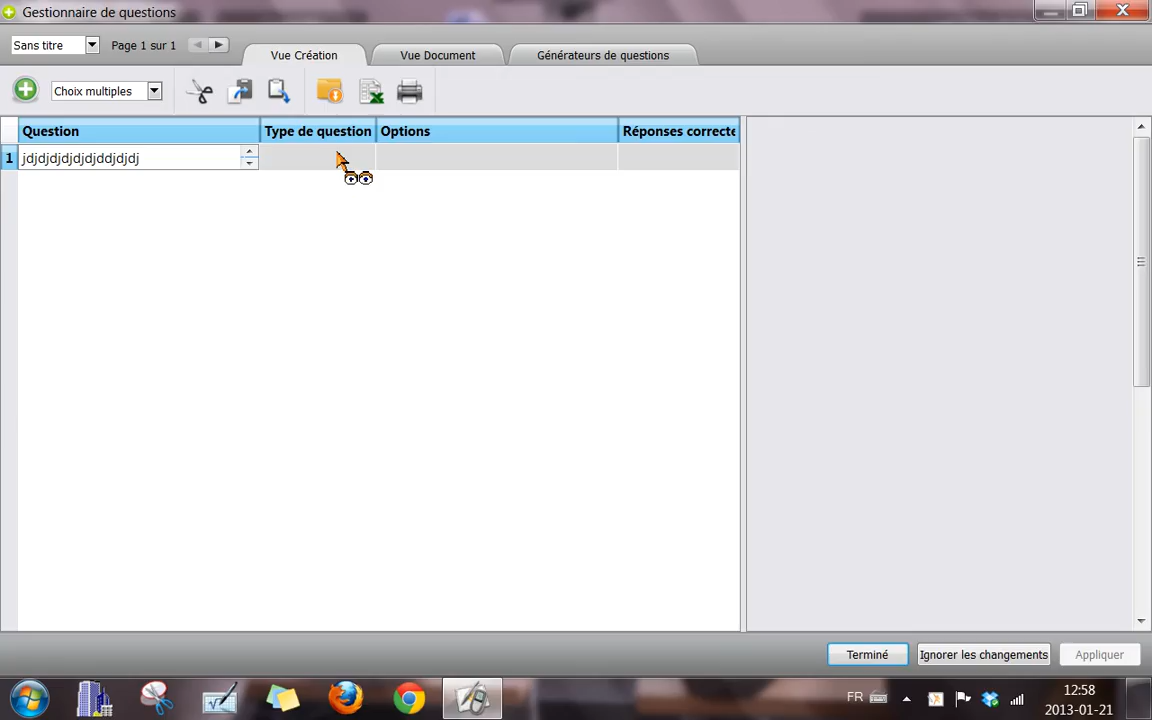 Gestionnaire de questions
Sans titre
Page 1 sur 1
Vue Création
Vue Document
Générateurs de questions
Choix multiples
Question
Type de question
Options
Réponses correcte
1
jdjdjdjdjdjdjddjdjdj
Terminé
Ignorer les changements
Appliquer
FR
12:58
2013-01-21